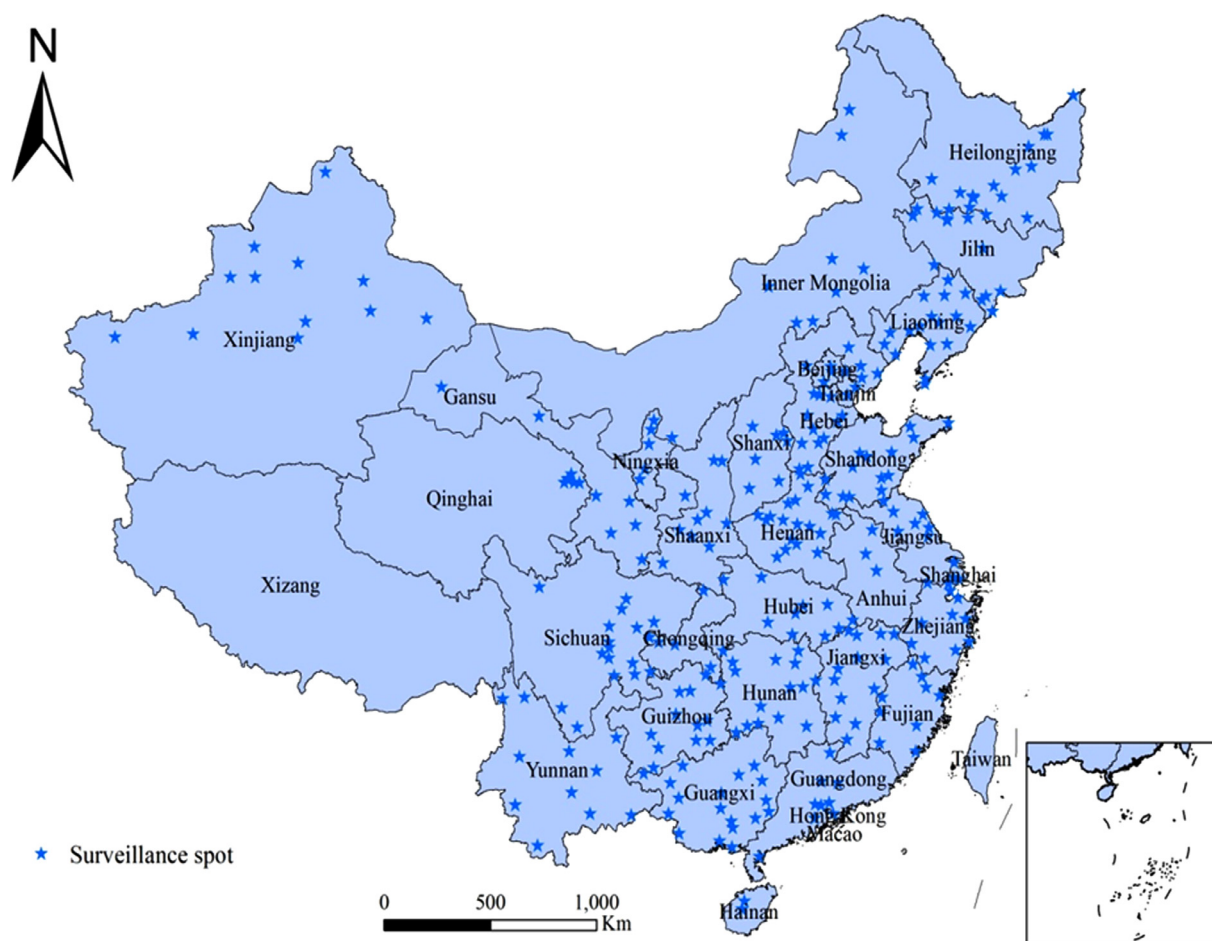 N
Heilongjiang
Jilin
Inner Mongolia
Liaoning
Xinjiang
Beijing
Gansu
Tianjin
Hebei
Shanxi
Ningxia
Shandong
Qinghai
Shaanxi
Henan
Jiangsu
Xizang
Shanghai
Hubei
Anhui
Sichuan
Chongqing
Zhejiang
Jiangxi
Hunan
Guizhou
Fujian
Taiwan
Yunnan
Guangdong
Guangxi
Hong Kong
Macao
Surveillance spot
0 500 1,000
Km
Hainan